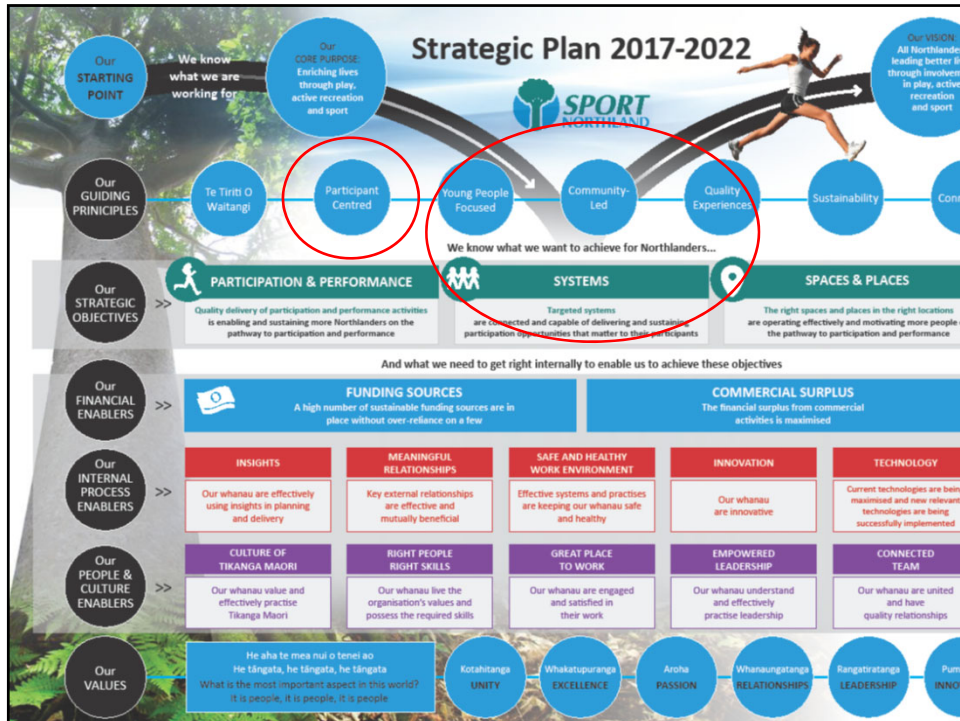 Strategic Plan 2017-2022
SPORT
NORTHLAND
Our
STARTING
POINT
We know
what we are
working for
Our
CORE PURPOSE:
Enriching lives
through play,
active recreation
and sport
Our VISION:
All Northlanders
leading better
through
in play, active
recreation
and sport
Our
GUIDING
PRINICIPLES
Te Tiriti O
Waitangi
Participant
Centred
Young People
Focused
Community-
Led
Quality
Experiences
Sustainability
We know what we want to achieve for Northlanders...
Our
STRATEGIC
OBJECTIVES
>>
PARTICIPATION & PERFORMANCE
Quality delivery of participation and performance activities
is enabling and sustaining more Northlanders on the
pathway to participation and performance
SYSTEMS
Targeted systems
are connected and capable of delivering and sustaining
participation opportunities that matter to their participants
SPACES & PLACES
The right spaces and places in the right locations
are operating effectively and motivating more people
the pathway to participation and performance
And what we need to get right internally to enable us to achieve these objectives
Our
FINANCIAL
ENABLERS
>>
FUNDING SOURCES
A high number of sustainable funding sources are in
place without over-reliance on a few
COMMERCIAL SURPLUS
The financial surplus from commercial
activities is maximised
Our
INTERNAL
PROCESS
ENABLERS
>>
INSIGHTS
Our whanau are effectively
using insights in planning
and delivery
MEANINGFUL
RELATIONSHIPS
Key external relationships
are effective and
mutually beneficial
SAFE AND HEALTHY
WORK ENVIRONMENT
Effective systems and practises
are keeping our whanau safe
and healthy
INNOVATION
Our whanau
are innovative
TECHNOLOGY
Current technologies are being
maximised and new relevant
technologies are being
successfully implemented
Our
PEOPLE &
CULTURE
ENABLERS
>>
CULTURE OF
TIKANGA MAORI
Our whanau value and
effectively practise
Tikanga Maori
RIGHT PEOPLE
RIGHT SKILLS
Our whanau live the
organisation's values and
possess the required skills
GREAT PLACE
TO WORK
Our whanau are engaged
and satisfied in
their work
EMPOWERED
LEADERSHIP
Our whanau understand
and effectively
practise leadership
CONNECTED
TEAM
Our whanau are united
and have
quality relationships
Our
VALUES
He aha te mea nui o tenei ao
He tāngata, he tāngata, he tāngata
What is the most important aspect in this world?
It is people, it is people, it is people
Kotahitanga
UNITY
Whakatupuranga
EXCELLENCE
Aroha
PASSION
Whanaungatanga
RELATIONSHIPS
Rangatiratanga
LEADERSHIP